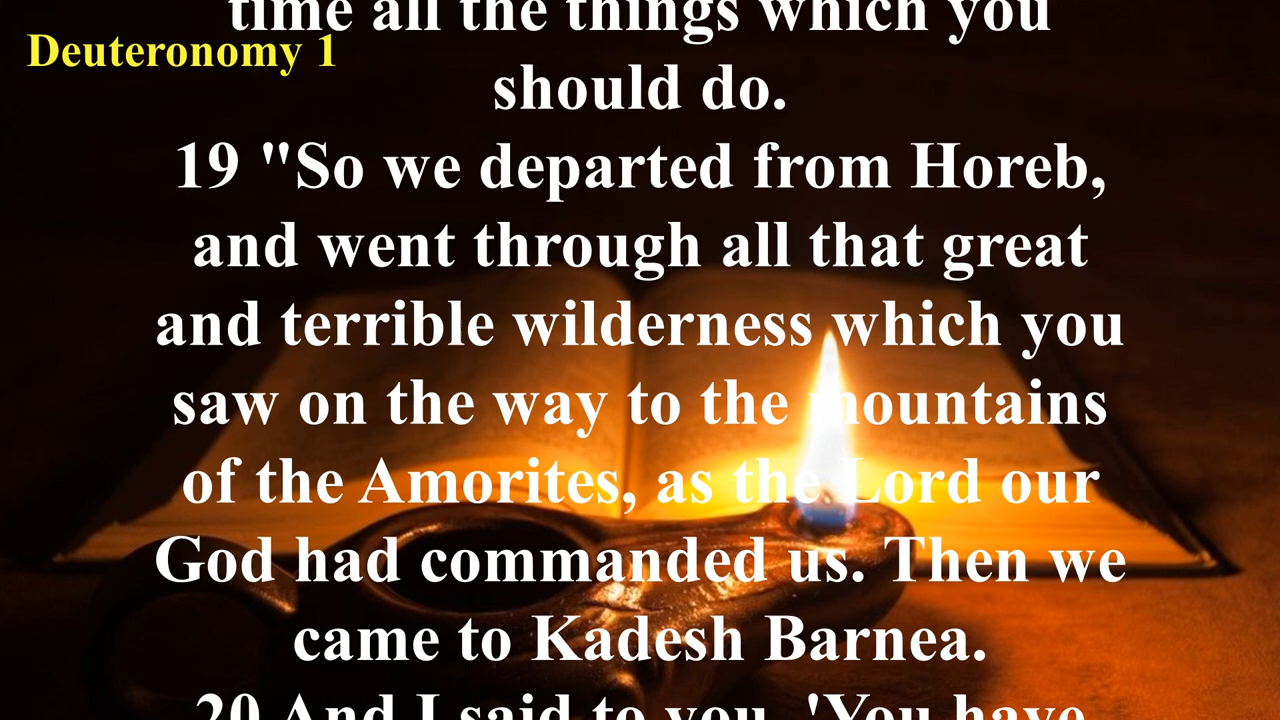 time all the things which you
Deuteronomy 1
should do.
19 "So we departed from Horeb,
and went through all that great
and terrible wilderness which you
saw on the way to the mountains
of the Amorites, as the Lord our
God had commanded us. Then we
came to Kadesh Barnea.
20 And I said to you, 'You have